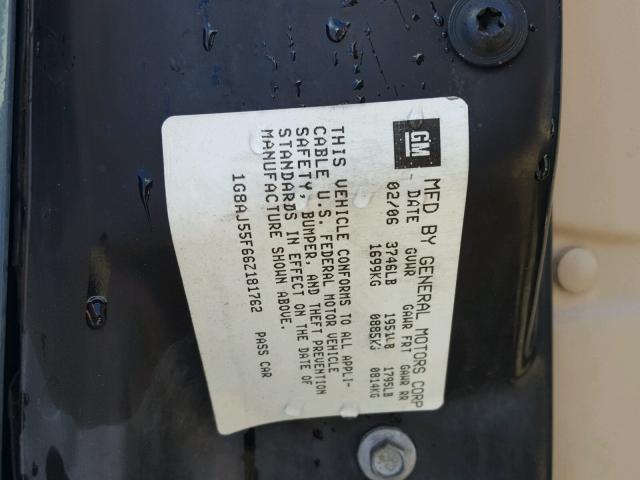 GM
MFD BY GENERAL MOTORS CORP
DATE GVWR GAWR FRT GAWR RR
02/06 3746LB 1951LB 1795LB
1699KG 0885KG 0814KG
THIS VEHICLE CONFORMS TO ALL APPLI-
CABLE U.S. FEDERAL MOTOR VEHICLE
SAFETY, BUMPER, AND THEFT PREVENTION
STANDARDS IN EFFECT ON THE DATE OF
MANUFACTURE SHOWN ABOVE.
1G8AJ55F66Z181762 PASS CAR